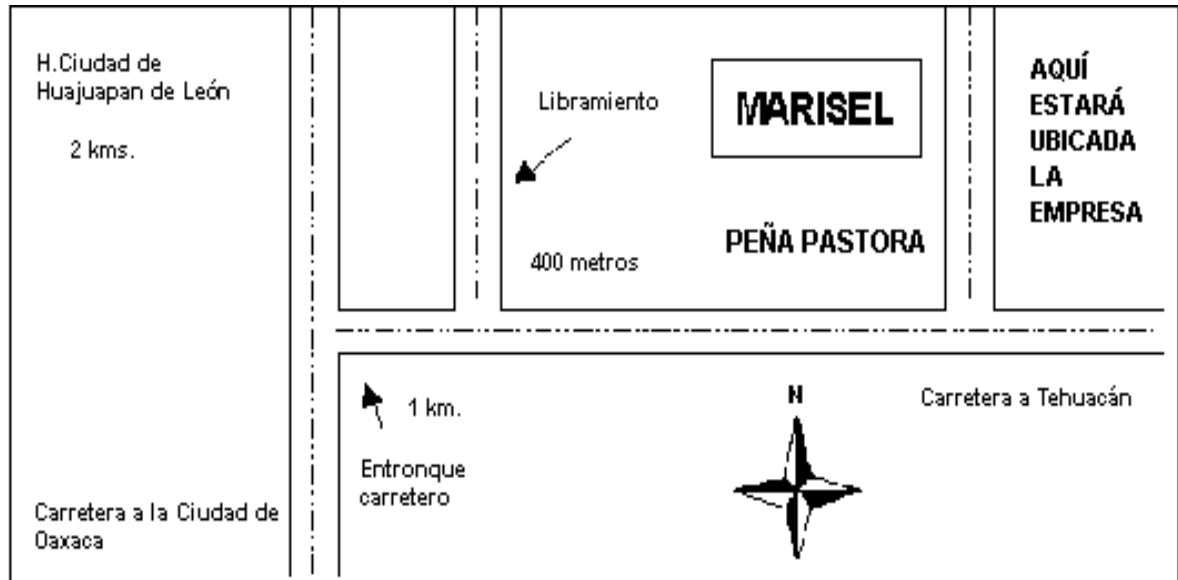 H.Ciudad de
Huajuapan de León
2 kms.
Libramiento
400 metros
MARISEL
PEÑA PASTORA
AQUÍ
ESTARÁ
UBICADA
LA
EMPRESA
1 km.
Entronque
carretero
N
Carretera a Tehuacán
Carretera a la Ciudad de
Oaxaca